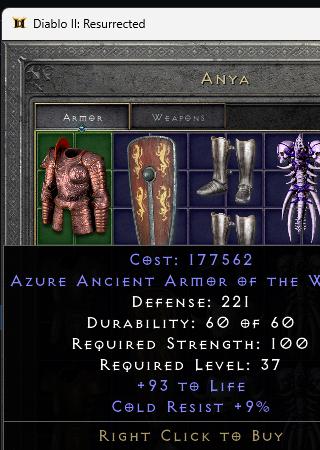 Diablo II: Resurrected
Anya
Armor
Weapons
Cost: 177562
Azure Ancient Armor of the W
Defense: 221
Durability: 60 of 60
Required Strength: 100
Required Level: 37
+93 to Life
Cold Resist +9%
Right Click to Buy